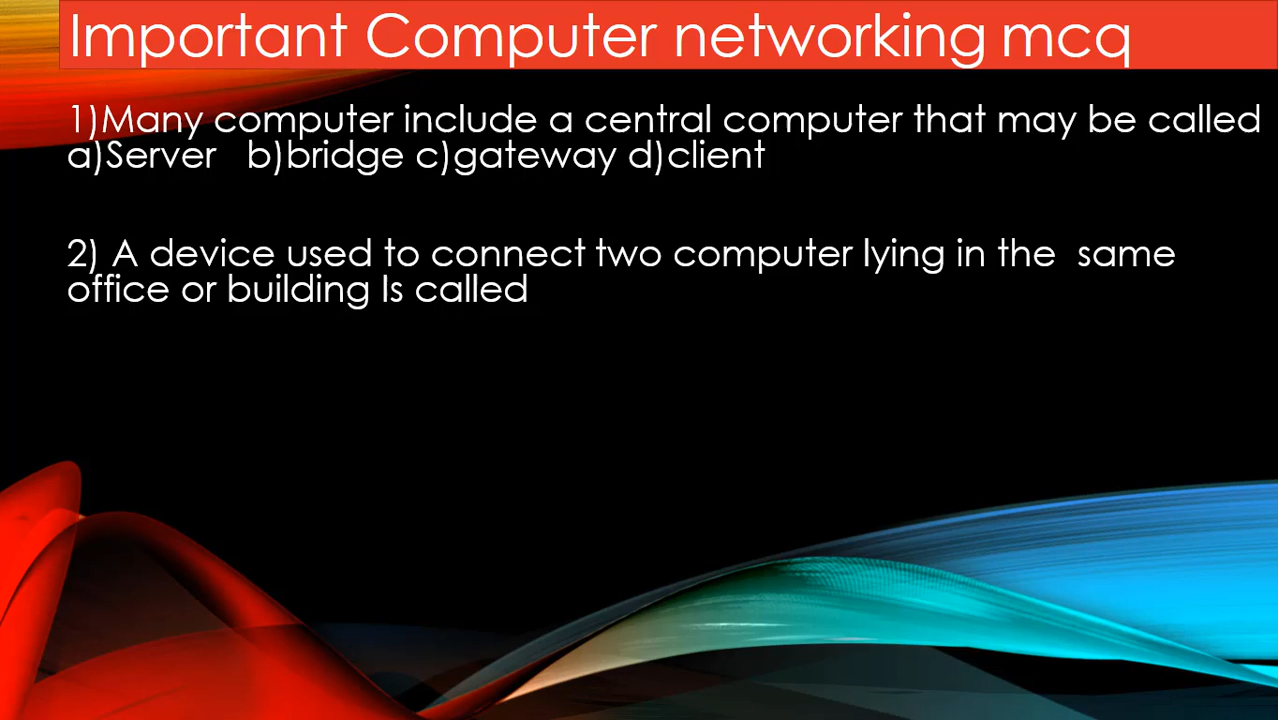 Important Computer networking mcq
1)Many computer include a central computer that may be called
a)Server b)bridge c)gateway d)client
2) A device used to connect two computer lying in the same
office or building Is called